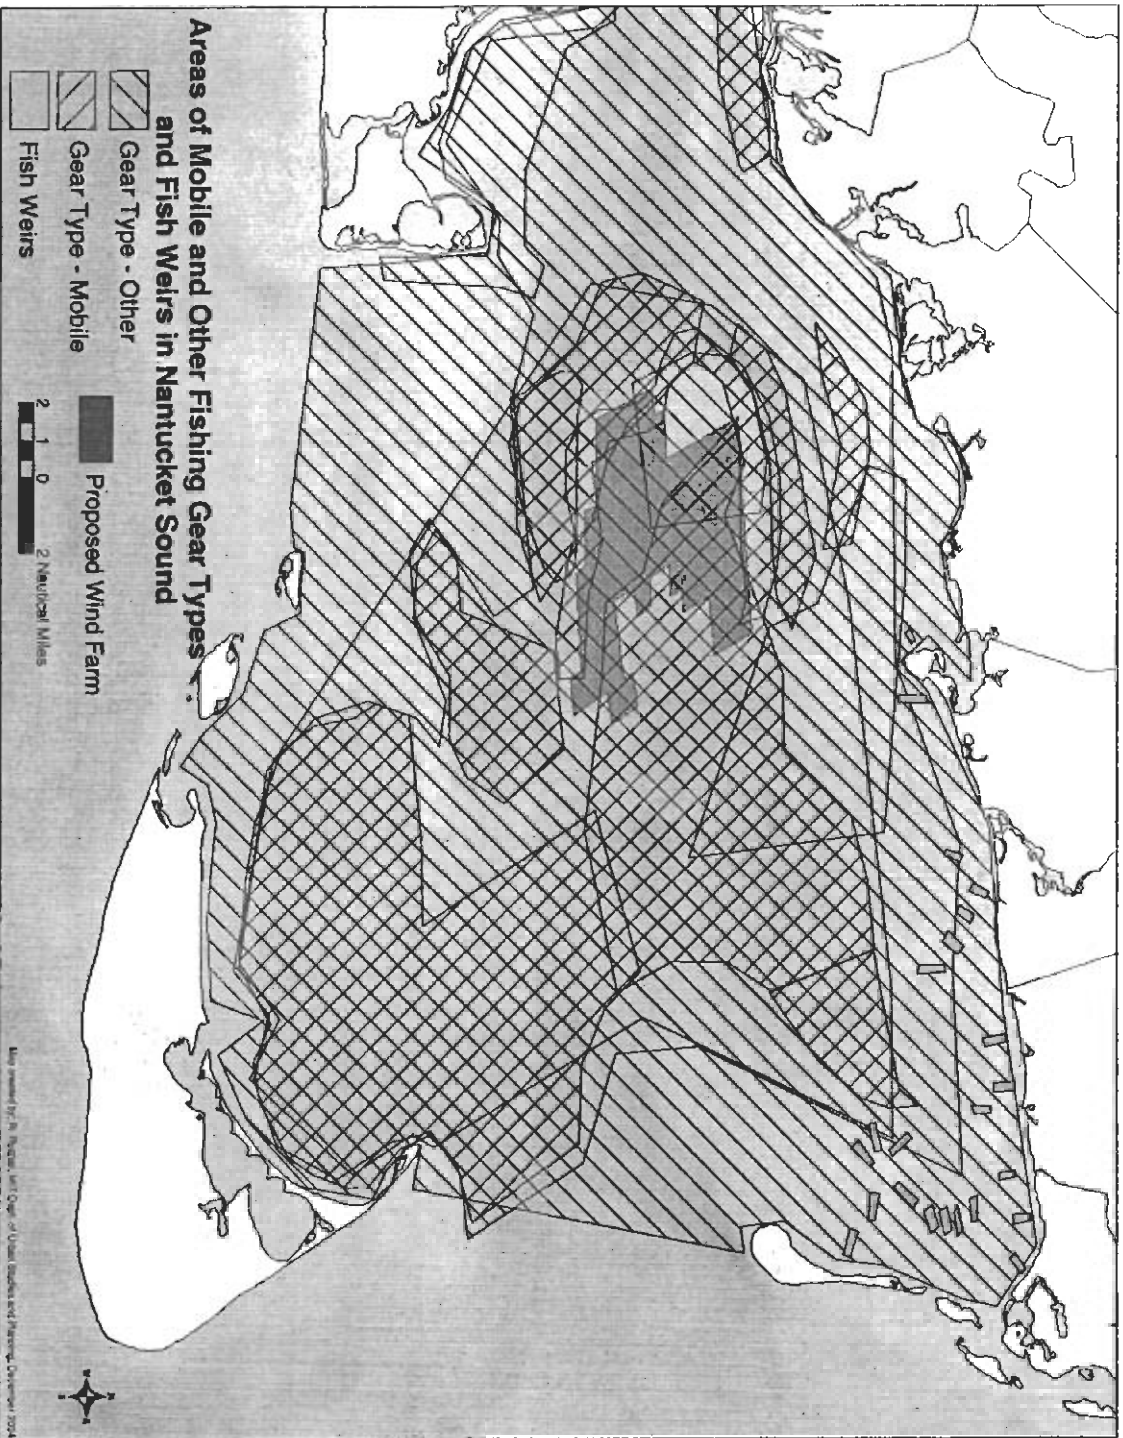 Areas of Mobile and Other Fishing Gear Types
and Fish Weirs in Nantucket Sound
Gear Type - Other
Gear Type - Mobile
Fish Weirs
Proposed Wind Farm
2 1 0 2 Nautical Miles